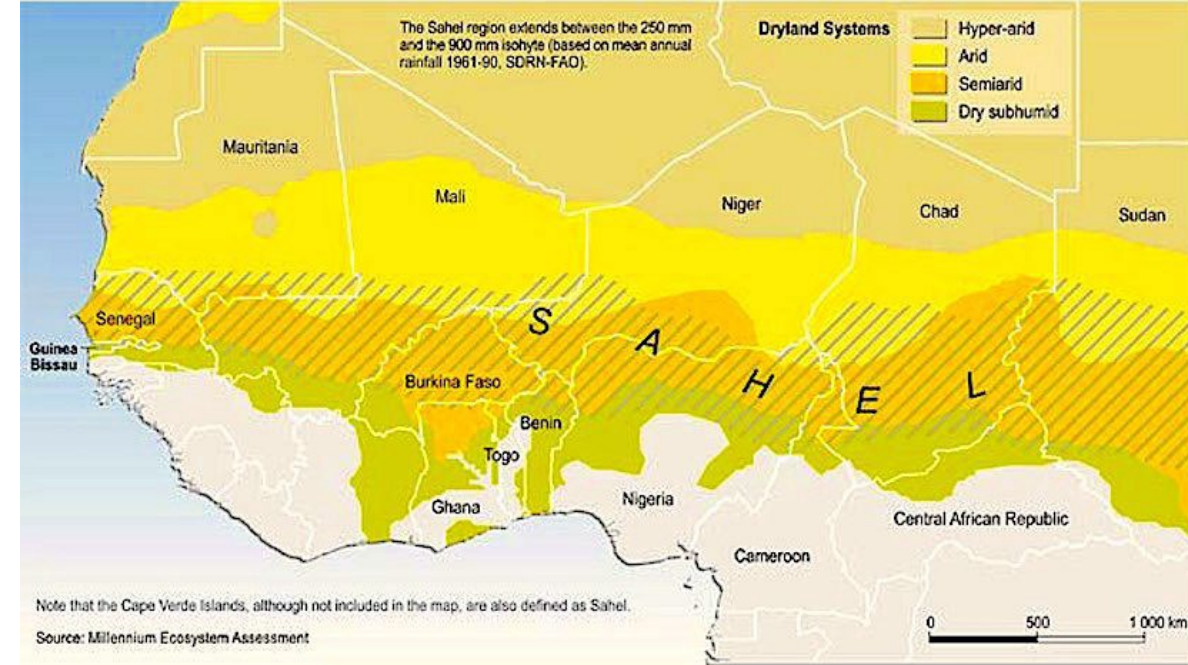 The Sahel region extends between the 250 mm
and the 900 mm isohyte (based on mean annual
rainfall 1961-90, SDRN-FAO).
Dryland Systems
Hyper-arid
Arid
Semiarid
Dry subhumid
Mauritania
Mali
Niger
Chad
Sudan
Senegal
SAHEL
Guinea
Bissau
Burkina Faso
Benin
Togo
Ghana
Nigeria
Central African Republic
Cameroon
Note that the Cape Verde Islands, although not included in the map, are also defined as Sahel.
Source: Millennium Ecosystem Assessment
0 500 1 000 km